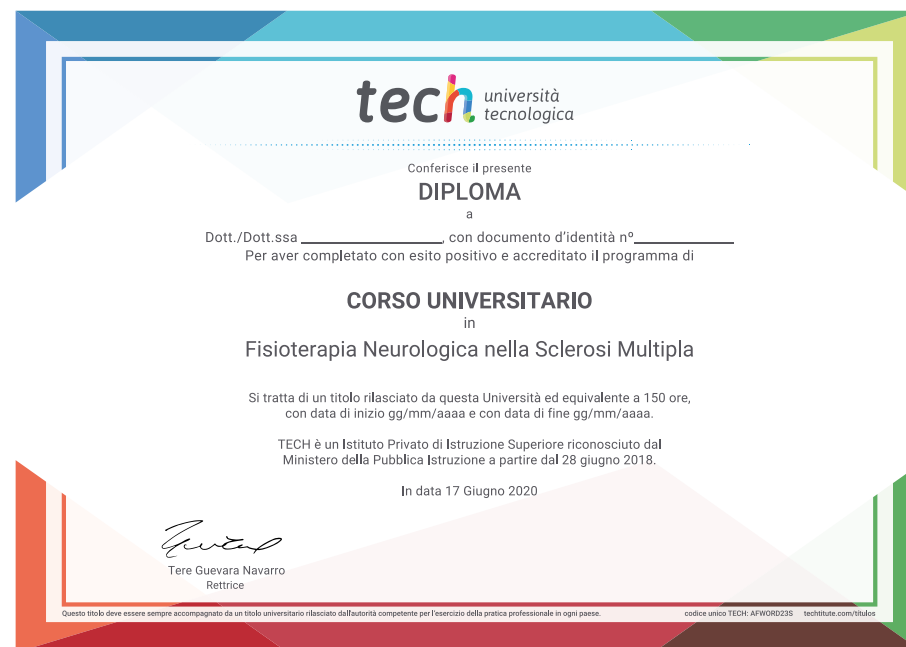 tech università
tecnologica
Conferisce il presente
DIPLOMA
a
Dott./Dott.ssa _________________, con documento d'identità nº____________
Per aver completato con esito positivo e accreditato il programma di
CORSO UNIVERSITARIO
in
Fisioterapia Neurologica nella Sclerosi Multipla
Si tratta di un titolo rilasciato da questa Università ed equivalente a 150 ore,
con data di inizio gg/mm/aaaa e con data di fine gg/mm/aaaa.
TECH è un Istituto Privato di Istruzione Superiore riconosciuto dal
Ministero della Pubblica Istruzione a partire dal 28 giugno 2018.
In data 17 Giugno 2020
Tere Guevara Navarro
Rettrice
Questo titolo deve essere sempre accompagnato da un titolo universitario rilasciato dall'autorità competente per l'esercizio della pratica professionale in ogni paese. codice unico TECH: AFWORD23S techtitute.com/titulos